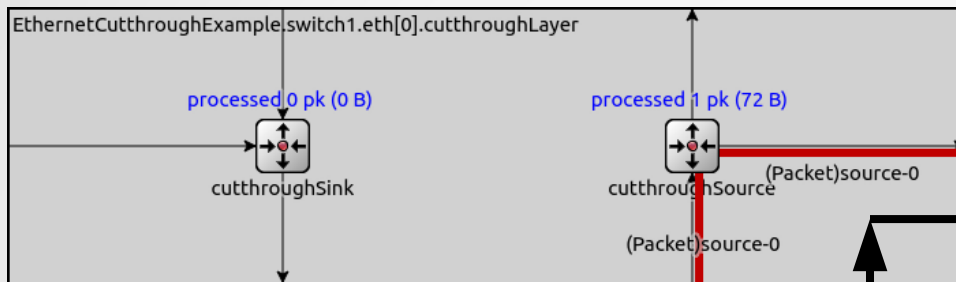 EthernetCutthroughExample.switch1.eth[0].cutthroughLayer
processed 0 pk (0 B)
processed 1 pk (72 B)
cutthroughSink
cutthroughSource
(Packet)source-0
(Packet)source-0